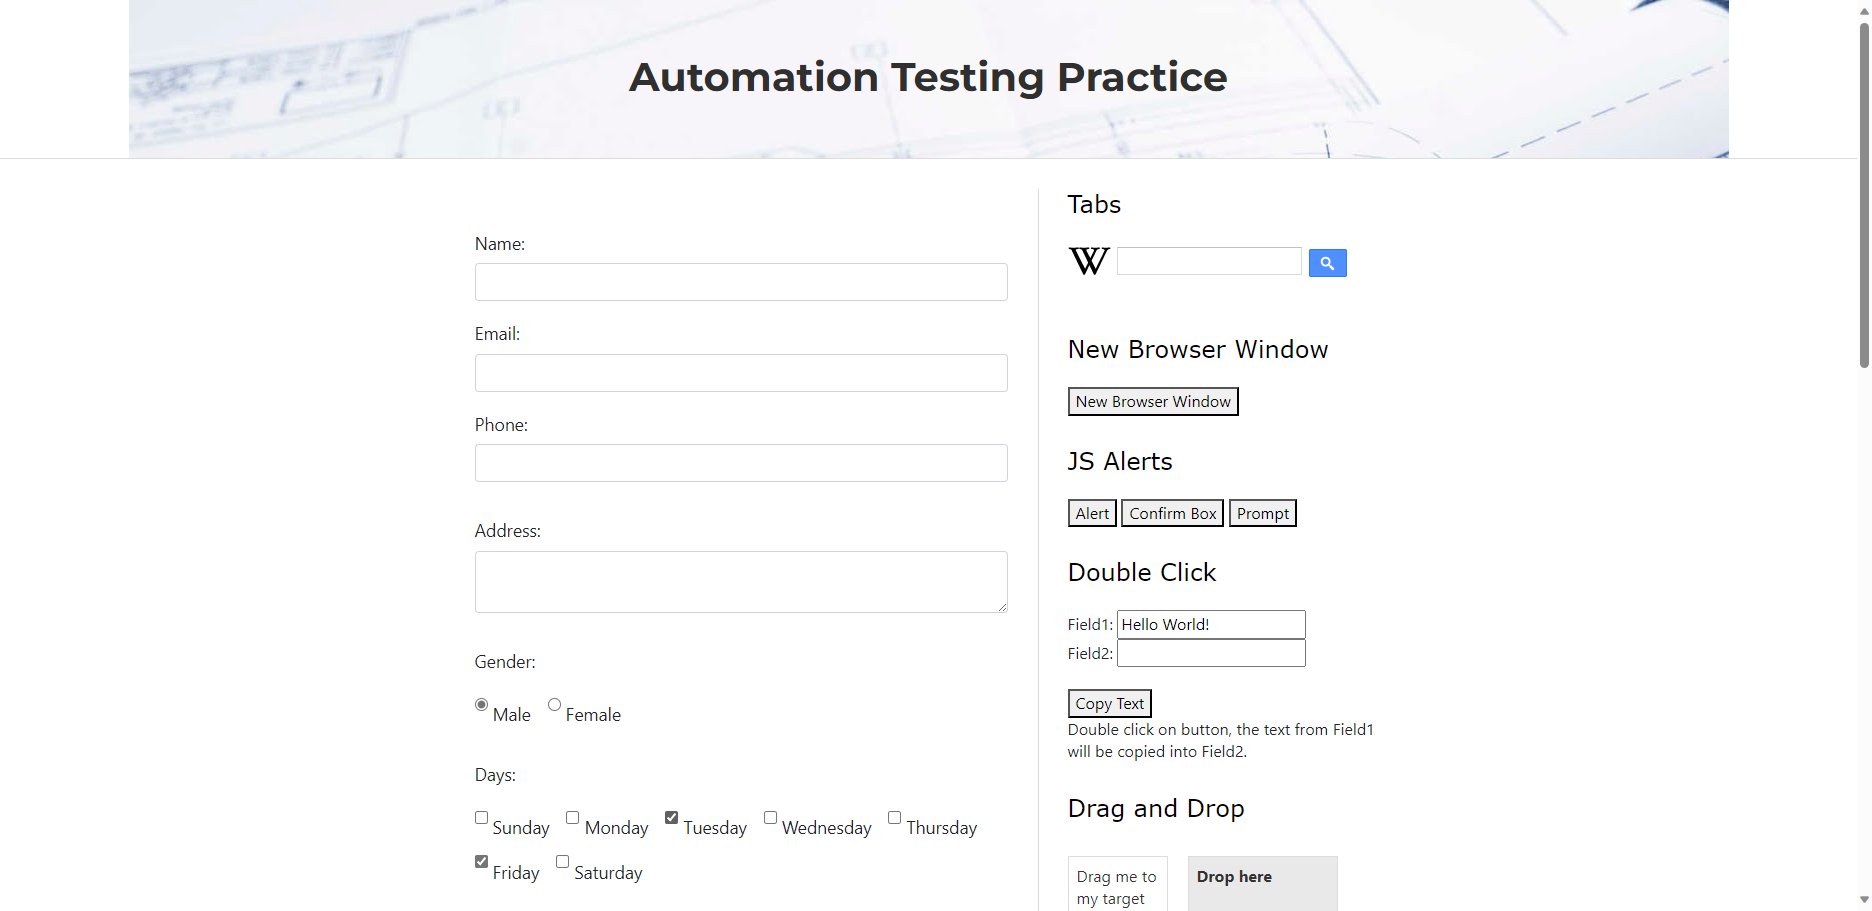 Automation Testing Practice
Name:
Email:
Phone:
Address:
Gender:
Male Female
Days:
Sunday Monday Tuesday Wednesday Thursday
Friday Saturday
Tabs
New Browser Window
New Browser Window
JS Alerts
Alert Confirm Box Prompt
Double Click
Field1: Hello World!
Field2:
Copy Text
Double click on button, the text from Field1
will be copied into Field2.
Drag and Drop
Drag me to
my target
Drop here